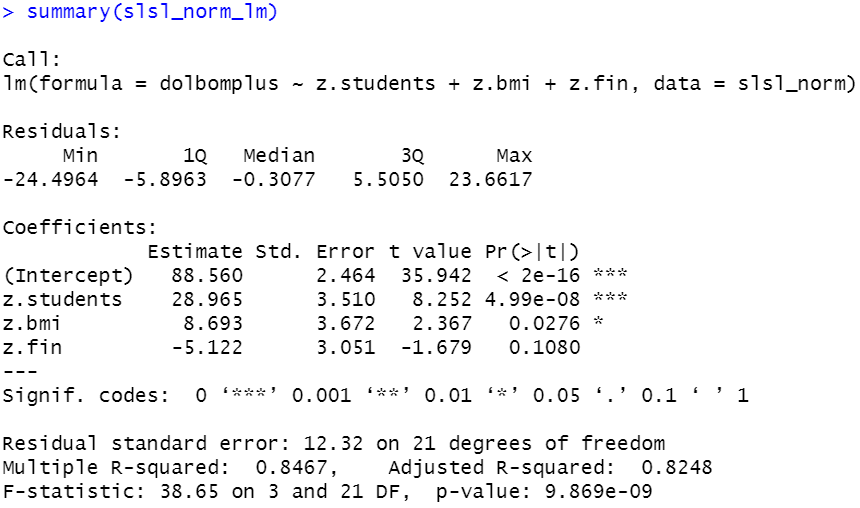 > summary(slsl_norm_lm)

Call:
lm(formula = dolbomplus ~ z.students + z.bmi + z.fin, data = slsl_norm)

Residuals:
     Min       1Q   Median       3Q      Max
-24.4964  -5.8963  -0.3077   5.5050  23.6617

Coefficients:
            Estimate Std. Error t value Pr(>|t|)
(Intercept)   88.560      2.464  35.942  < 2e-16 ***
z.students    28.965      3.510   8.252 4.99e-08 ***
z.bmi          8.693      3.672   2.367   0.0276 *
z.fin         -5.122      3.051  -1.679   0.1080
---
Signif. codes:  0 ‘***’ 0.001 ‘**’ 0.01 ‘*’ 0.05 ‘.’ 0.1 ‘ ’ 1

Residual standard error: 12.32 on 21 degrees of freedom
Multiple R-squared:  0.8467,    Adjusted R-squared:  0.8248
F-statistic: 38.65 on 3 and 21 DF,  p-value: 9.869e-09